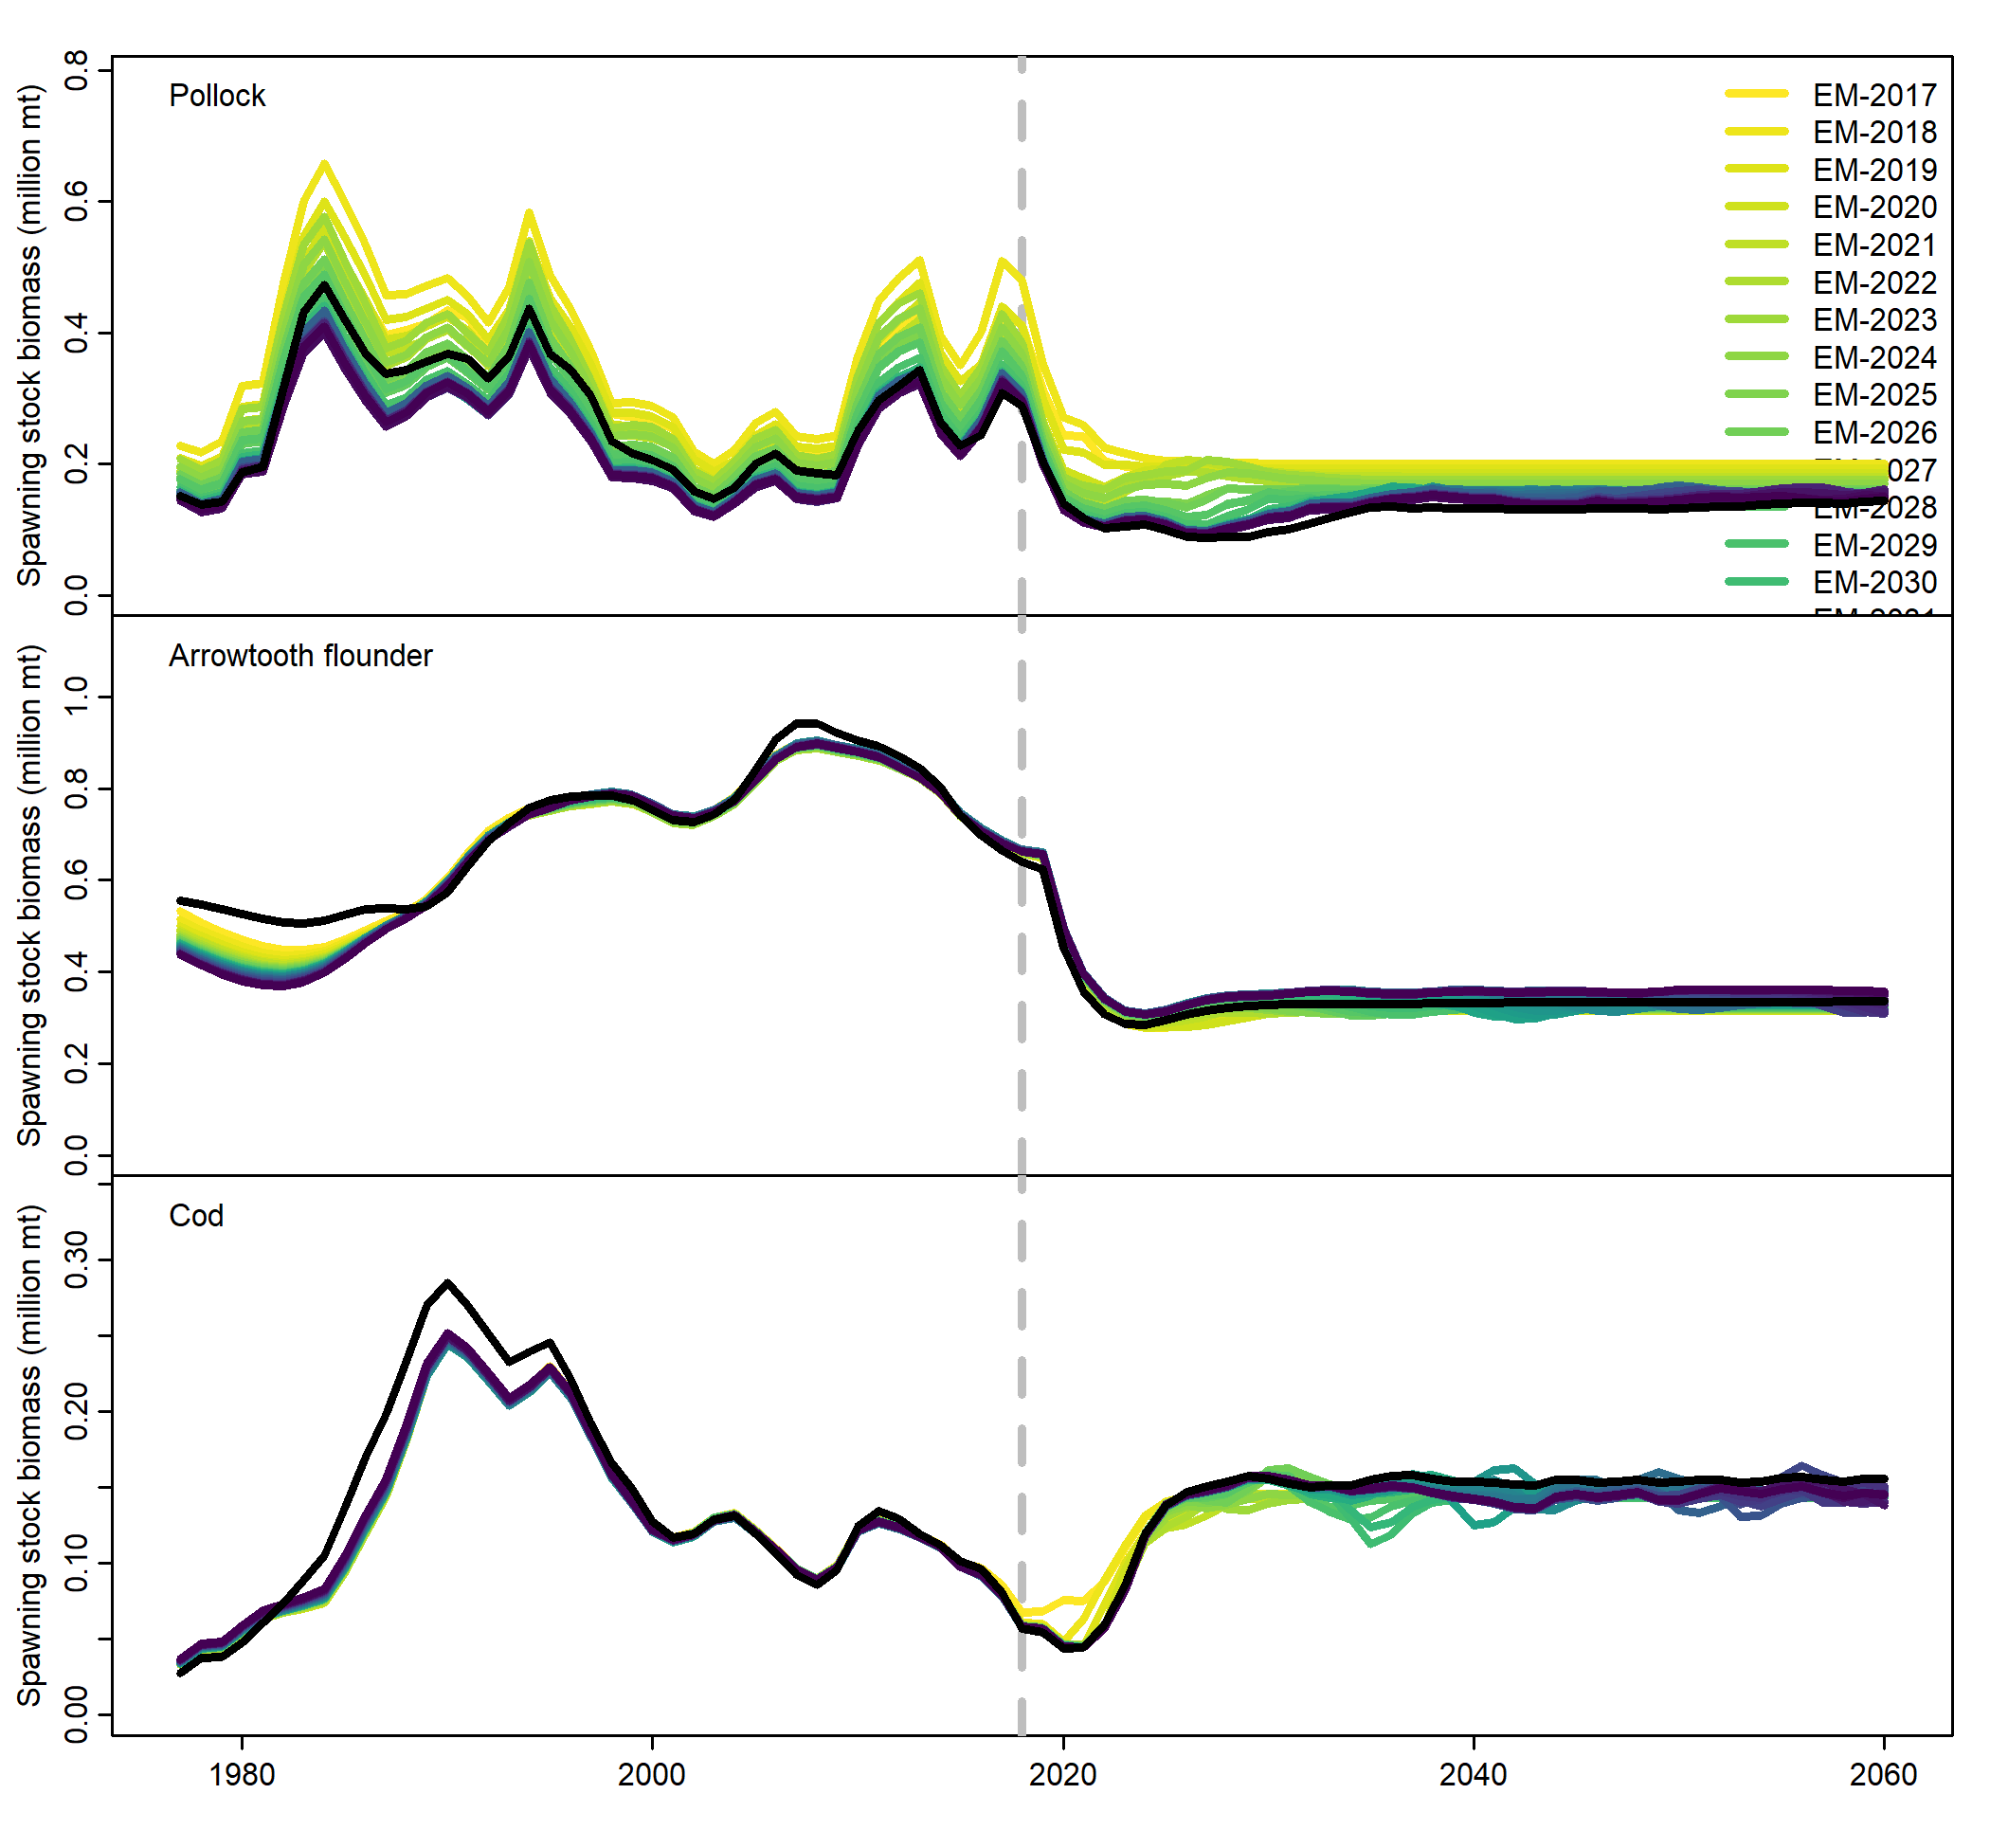 Pollock
Spawning stock biomass (million mt)
0.8
0.6
0.4
0.2
0.0
EM-2017
EM-2018
EM-2019
EM-2020
EM-2021
EM-2022
EM-2023
EM-2024
EM-2025
EM-2026
2027
2028
EM-2029
EM-2030
Arrowtooth flounder
Spawning stock biomass (million mt)
1.0
0.8
0.6
0.4
0.2
0.0
Cod
Spawning stock biomass (million mt)
0.30
0.20
0.10
0.00
1980 2000 2020 2040 2060